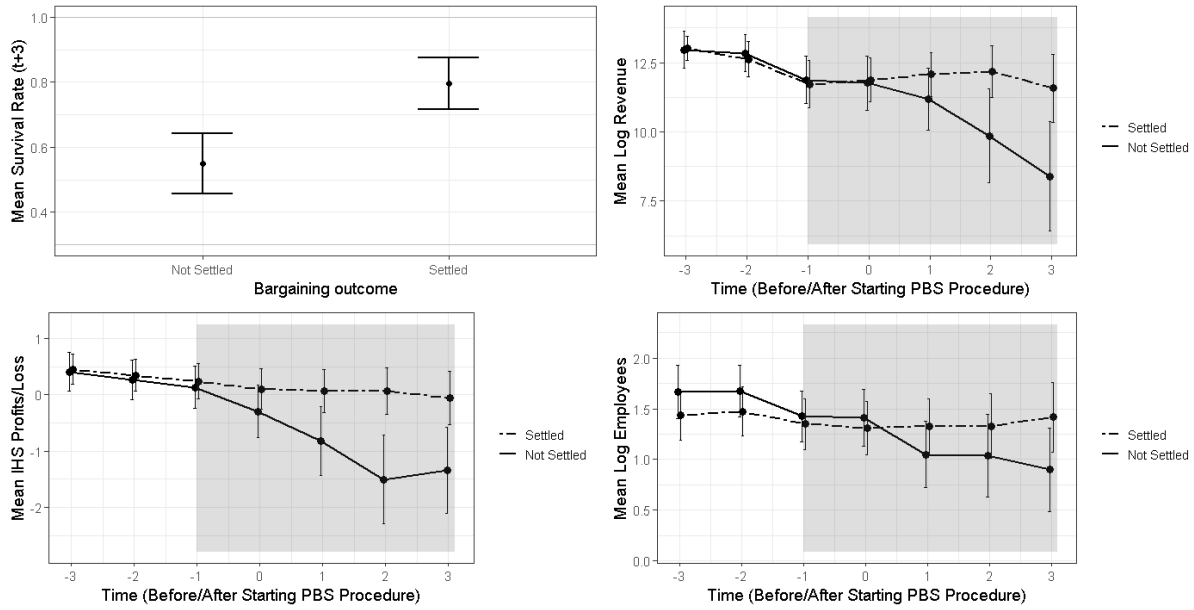 Mean Survival Rate (t+3)
1.0
0.8
0.6
0.4
Not Settled
Settled
Bargaining outcome
Mean Log Revenue
12.5
10.0
7.5
-3
-2
-1
0
1
2
3
Time (Before/After Starting PBS Procedure)
Settled
Not Settled
Mean IHS Profits/Loss
1
0
-1
-2
-3
-2
-1
0
1
2
3
Time (Before/After Starting PBS Procedure)
Settled
Not Settled
Mean Log Employees
2.0
1.5
1.0
0.5
0.0
-3
-2
-1
0
1
2
3
Time (Before/After Starting PBS Procedure)
Settled
Not Settled